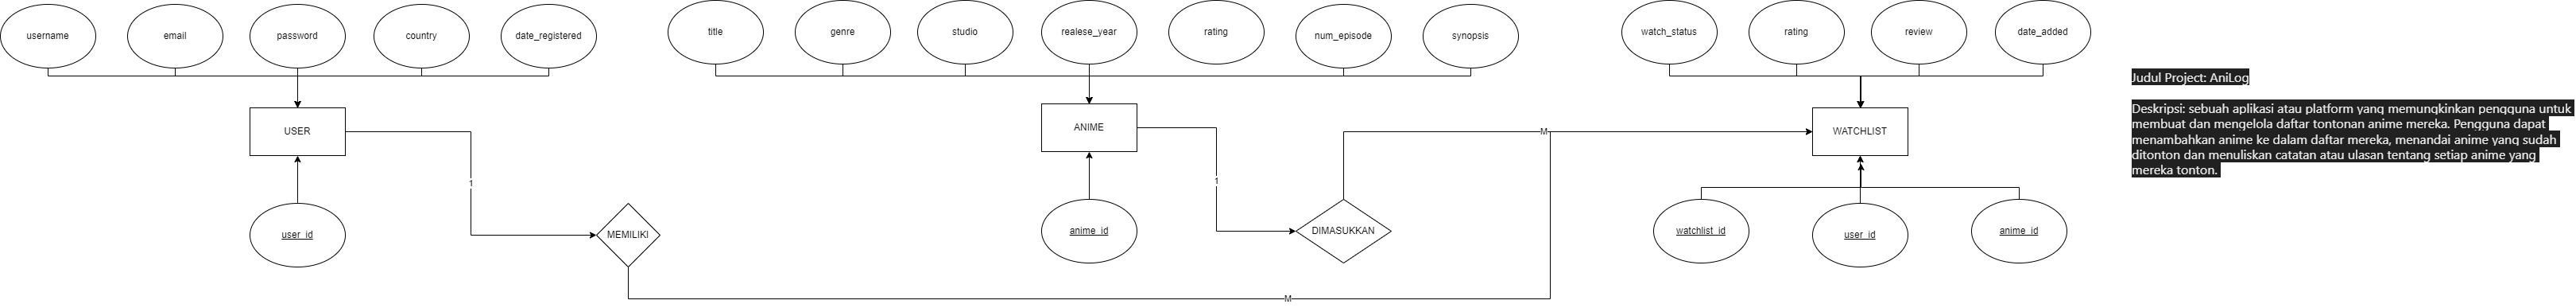 username
email
password
country
date_registered
title
genre
studio
realese_year
rating
num_episode
synopsis
watch_status
rating
review
date_added
USER
ANIME
WATCHLIST
M
1
1
user_id
MEMILIKI
anime_id
DIMASUKKAN
watchlist_id
user_id
anime_id
M
Judul Project: AniLog
Deskripsi: sebuah aplikasi atau platform yang memungkinkan pengguna untuk
membuat dan mengelola daftar tontonan anime mereka. Pengguna dapat
menambahkan anime ke dalam daftar mereka, menandai anime yang sudah
ditonton dan menuliskan catatan atau ulasan tentang setiap anime yang
mereka tonton.